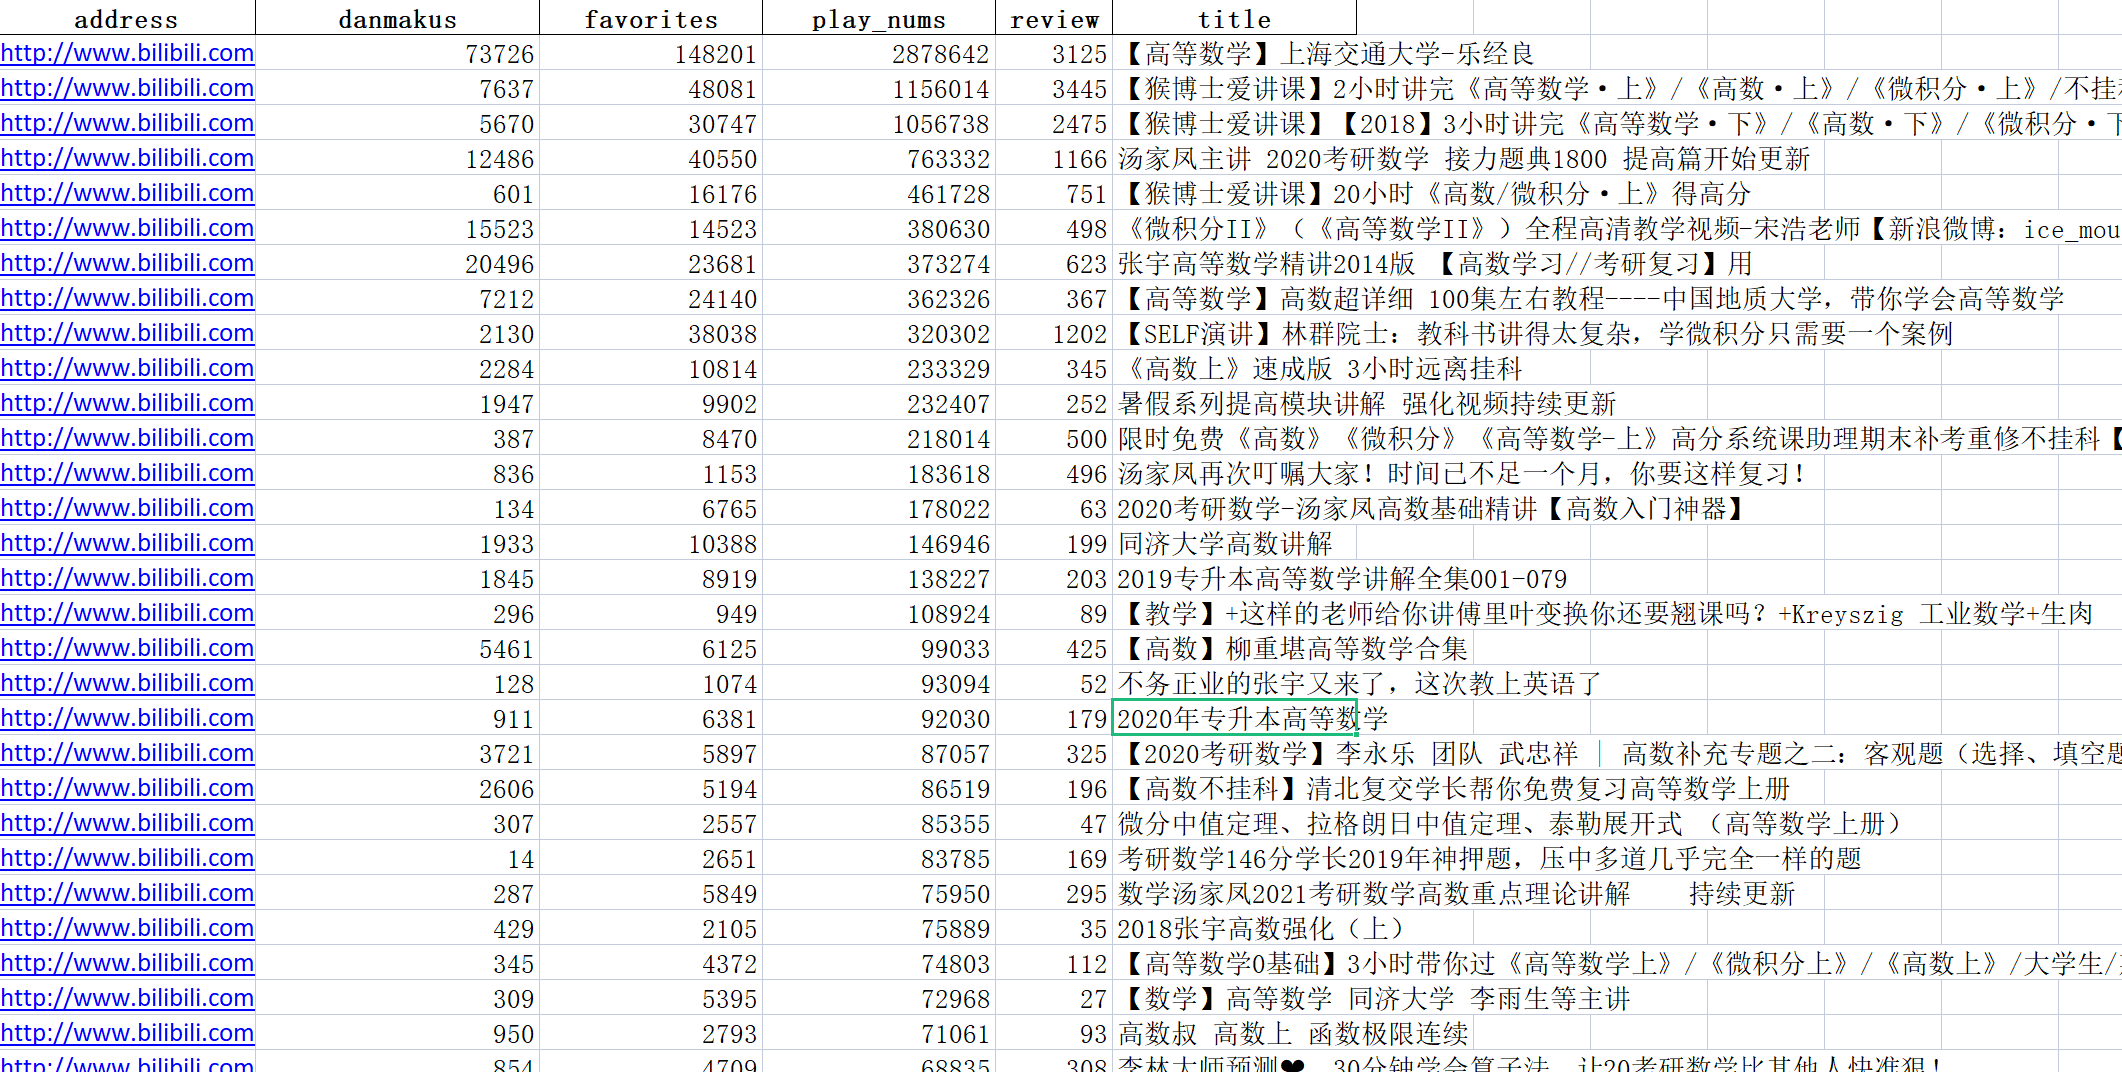 address danmakus favorites play_nums review title
http://www.bilibili.com 73726 148201 2878642 3125 【高等数学】上海交通大学-乐经良
http://www.bilibili.com 7637 48081 1156014 3445 【猴博士爱讲课】2小时讲完《高等数学·上》/《高数·上》/《微积分·上》/不挂
http://www.bilibili.com 5670 30747 1056738 2475 【猴博士爱讲课】【2018】3小时讲完《高等数学·下》/《高数·下》/《微积分·下
http://www.bilibili.com 12486 40550 763332 1166 汤家凤主讲 2020考研数学 接力题典1800 提高篇开始更新
http://www.bilibili.com 601 16176 461728 751 【猴博士爱讲课】20小时《高数/微积分·上》得高分
http://www.bilibili.com 15523 14523 380630 498 《微积分II》（《高等数学II》）全程高清教学视频-宋浩老师【新浪微博：ice_mou
http://www.bilibili.com 20496 23681 373274 623 张宇高等数学精讲2014版 【高数学习//考研复习】用
http://www.bilibili.com 7212 24140 362326 367 【高等数学】高数超详细 100集左右教程----中国地质大学，带你学会高等数学
http://www.bilibili.com 2130 38038 320302 1202 【SELF演讲】林群院士：教科书讲得太复杂，学微积分只需要一个案例
http://www.bilibili.com 2284 10814 233329 345 《高数上》速成版 3小时远离挂科
http://www.bilibili.com 1947 9902 232407 252 暑假系列提高模块讲解 强化视频持续更新
http://www.bilibili.com 387 8470 218014 500 限时免费《高数》《微积分》《高等数学-上》高分系统课助理期末补考重修不挂科【
http://www.bilibili.com 836 1153 183618 496 汤家凤再次叮嘱大家！时间已不足一个月，你要这样复习！
http://www.bilibili.com 134 6765 178022 63 2020考研数学-汤家凤高数基础精讲【高数入门神器】
http://www.bilibili.com 1933 10388 146946 199 同济大学高数讲解
http://www.bilibili.com 1845 8919 138227 203 2019专升本高等数学讲解全集001-079
http://www.bilibili.com 296 949 108924 89 【教学】+这样的老师给你讲傅里叶变换你还要翘课吗？+Kreyszig 工业数学+生肉
http://www.bilibili.com 5461 6125 99033 425 【高数】柳重堪高等数学合集
http://www.bilibili.com 128 1074 93094 52 不务正业的张宇又来了，这次教上英语了
http://www.bilibili.com 911 6381 92030 179 2020年专升本高等数学
http://www.bilibili.com 3721 5897 87057 325 【2020考研数学】李永乐 团队 武忠祥 | 高数补充专题之二：客观题（选择、填空题
http://www.bilibili.com 2606 5194 86519 196 【高数不挂科】清北复交学长帮你免费复习高等数学上册
http://www.bilibili.com 307 2557 85355 47 微分中值定理、拉格朗日中值定理、泰勒展开式 （高等数学上册）
http://www.bilibili.com 14 2651 83785 169 考研数学146分学长2019年神押题，压中多道几乎完全一样的题
http://www.bilibili.com 287 5849 75950 295 数学汤家凤2021考研数学高数重点理论讲解 持续更新
http://www.bilibili.com 429 2105 75889 35 2018张宇高数强化（上）
http://www.bilibili.com 345 4372 74803 112 【高等数学0基础】3小时带你过《高等数学上》/《微积分上》/《高数上》/大学生/
http://www.bilibili.com 309 5395 72968 27 【数学】高等数学 同济大学 李雨生等主讲
http://www.bilibili.com 950 2793 71061 93 高数叔 高数上 函数极限连续
http://www.bilibili.com 854 4709 68835 308 李林大师预测❤ 30分钟学会算子法，让20考研数学比其他人快准狠！